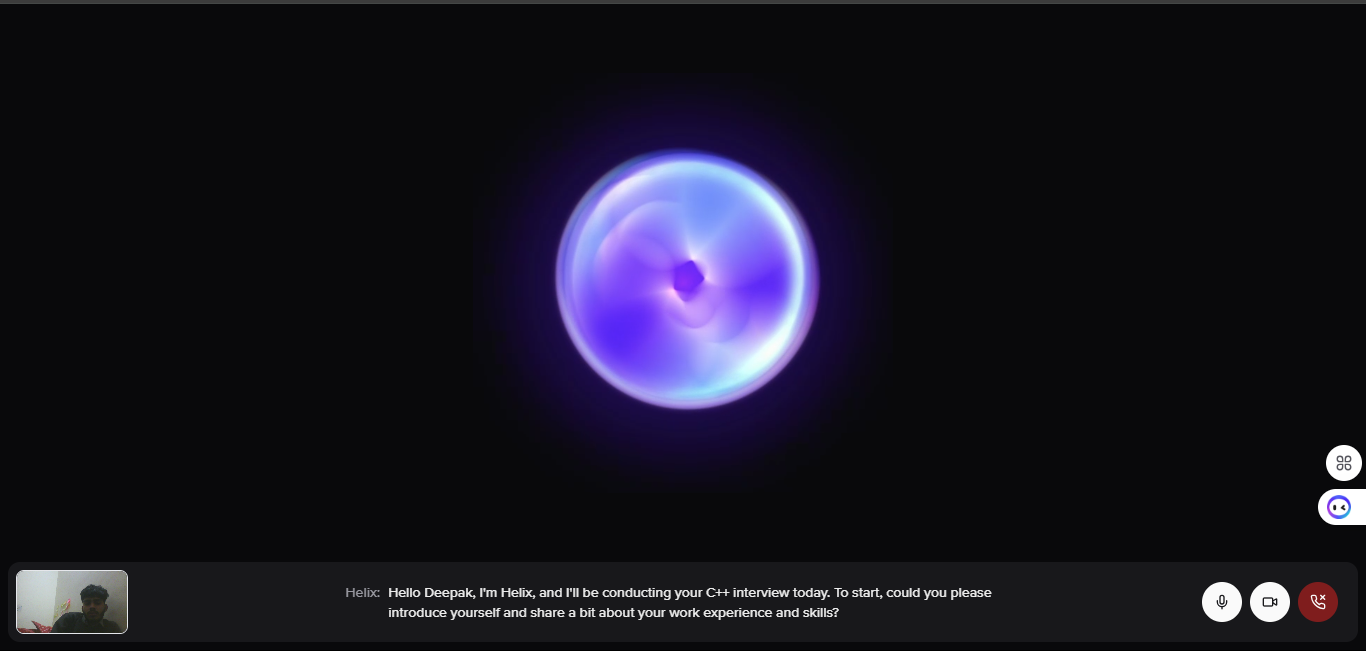 Helix: Hello Deepak, I'm Helix, and I'll be conducting your C++ interview today. To start, could you please
introduce yourself and share a bit about your work experience and skills?